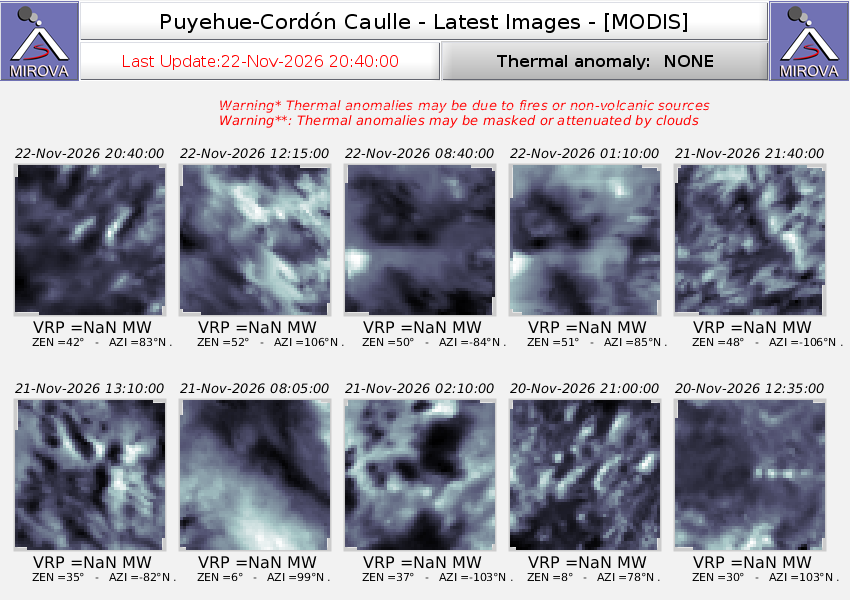 Puyehue-Cordón Caulle - Latest Images - [MODIS]
MIROVA
Last Update:22-Nov-2026 20:40:00
Thermal anomaly: NONE
MIROVA
Warning* Thermal anomalies may be due to fires or non-volcanic sources
Warning**: Thermal anomalies may be masked or attenuated by clouds
22-Nov-2026 20:40:00 22-Nov-2026 12:15:00 22-Nov-2026 08:40:00 22-Nov-2026 01:10:00 21-Nov-2026 21:40:00
VRP =NaN MW VRP =NaN MW VRP =NaN MW VRP =NaN MW VRP =NaN MW
ZEN =42° - AZI =83°N . ZEN =52° - AZI =106°N . ZEN =50° - AZI =-84°N . ZEN =51° - AZI =85°N . ZEN =48° - AZI =-106°N .
21-Nov-2026 13:10:00 21-Nov-2026 08:05:00 21-Nov-2026 02:10:00 20-Nov-2026 21:00:00 20-Nov-2026 12:35:00
VRP =NaN MW VRP =NaN MW VRP =NaN MW VRP =NaN MW VRP =NaN MW
ZEN =35° - AZI =-82°N . ZEN =6° - AZI =99°N . ZEN =37° - AZI =-103°N . ZEN =8° - AZI =78°N . ZEN =30° - AZI =103°N .